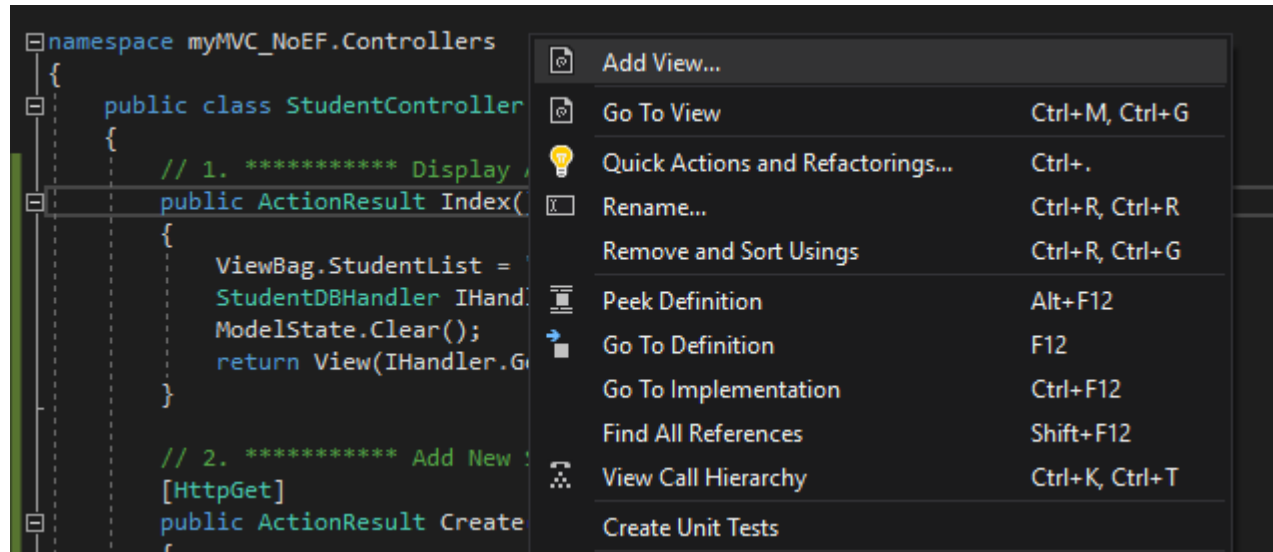 namespace myMVC_NoEF.Controllers
{
public class StudentController
{
// 1. *********** Display
public ActionResult Index(
{
ViewBag.StudentList =
StudentDBHandler IHandl
ModelState.Clear();
return View(IHandler.Ge
}
// 2. *********** Add New
[HttpGet]
public ActionResult Create
{
Add View...
Go To View Ctrl+M, Ctrl+G
Quick Actions and Refactorings... Ctrl+.
Rename... Ctrl+R, Ctrl+R
Remove and Sort Usings Ctrl+R, Ctrl+G
Peek Definition Alt+F12
Go To Definition F12
Go To Implementation Ctrl+F12
Find All References Shift+F12
View Call Hierarchy Ctrl+K, Ctrl+T
Create Unit Tests